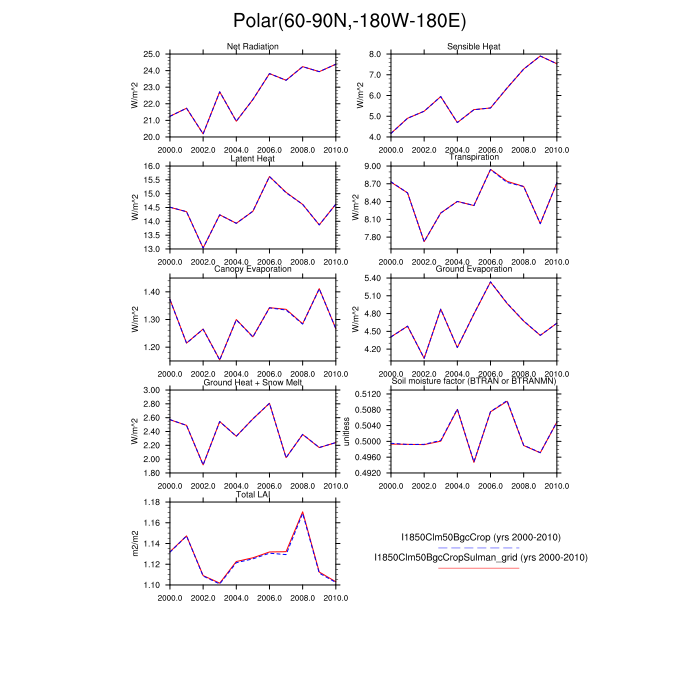 Polar(60-90N,-180W-180E)
Net Radiation
W/m^2
25.0
24.0
23.0
22.0
21.0
20.0
2000.0 2002.0 2004.0 2006.0 2008.0 2010.0
Sensible Heat
W/m^2
8.0
7.0
6.0
5.0
4.0
2000.0 2002.0 2004.0 2006.0 2008.0 2010.0
Latent Heat
W/m^2
16.0
15.5
15.0
14.5
14.0
13.5
13.0
2000.0 2002.0 2004.0 2006.0 2008.0 2010.0
Transpiration
W/m^2
9.00
8.70
8.40
8.10
7.80
2000.0 2002.0 2004.0 2006.0 2008.0 2010.0
Canopy Evaporation
W/m^2
1.40
1.30
1.20
2000.0 2002.0 2004.0 2006.0 2008.0 2010.0
Ground Evaporation
W/m^2
5.40
5.10
4.80
4.50
4.20
2000.0 2002.0 2004.0 2006.0 2008.0 2010.0
Ground Heat + Snow Melt
W/m^2
3.00
2.80
2.60
2.40
2.20
2.00
1.80
2000.0 2002.0 2004.0 2006.0 2008.0 2010.0
Soil moisture factor (BTRAN or BTRANMN)
unitless
0.5120
0.5080
0.5040
0.5000
0.4960
0.4920
2000.0 2002.0 2004.0 2006.0 2008.0 2010.0
Total LAI
m2/m2
1.18
1.16
1.14
1.12
1.10
2000.0 2002.0 2004.0 2006.0 2008.0 2010.0
I1850Clm50BgcCrop (yrs 2000-2010)
I1850Clm50BgcCropSulman_grid (yrs 2000-2010)